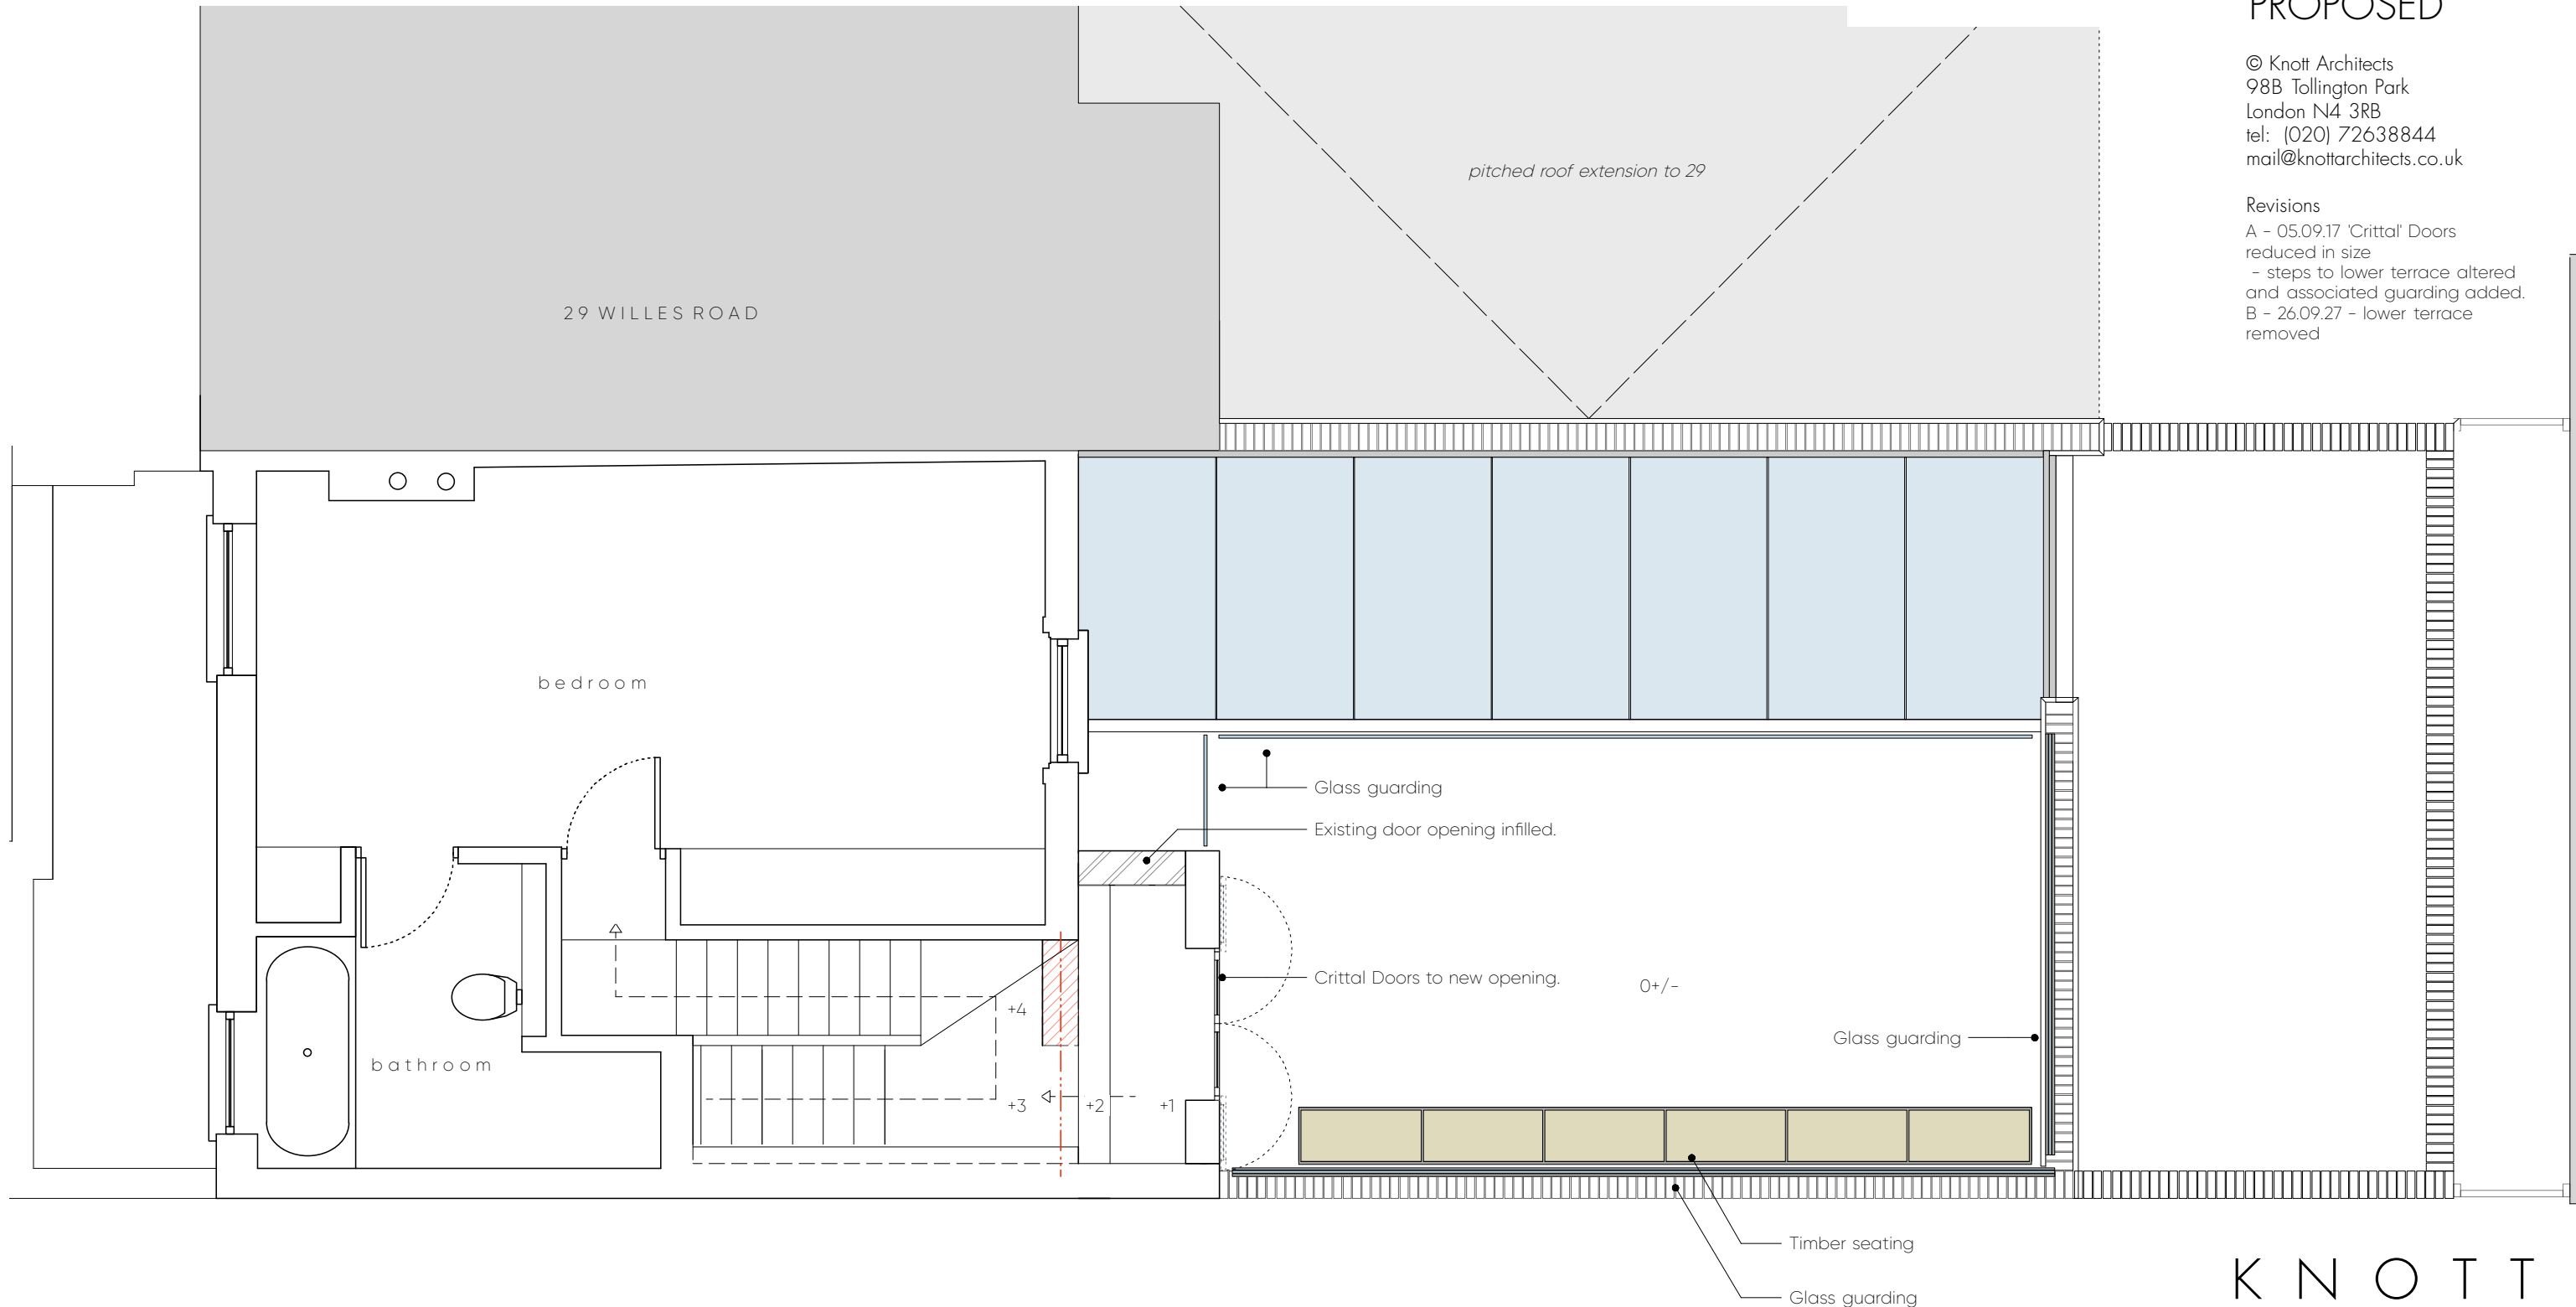 PROPOSED
© Knott Architects
98B Tollington Park
London N4 3RB
tel: (020) 72638844
mail@knottarchitects.co.uk
Revisions
A - 05.09.17 'Crittal' Doors
reduced in size
- steps to lower terrace altered
and associated guarding added.
B - 26.09.27 - lower terrace
removed
pitched roof extension to 29
29 WILLES ROAD
bedroom
Glass guarding
Existing door opening infilled.
Crittal Doors to new opening.
0+/-
+4
Glass guarding
bathroom
+3
+2
+1
Timber seating
Glass guarding
KNOTT